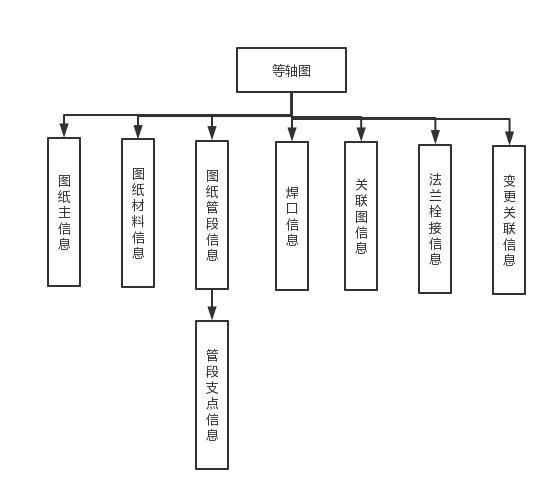 等轴图
图纸主信息
图纸材料信息
图纸管段信息
焊口信息
关联图信息
法兰栓接信息
变更关联信息
管段支点信息